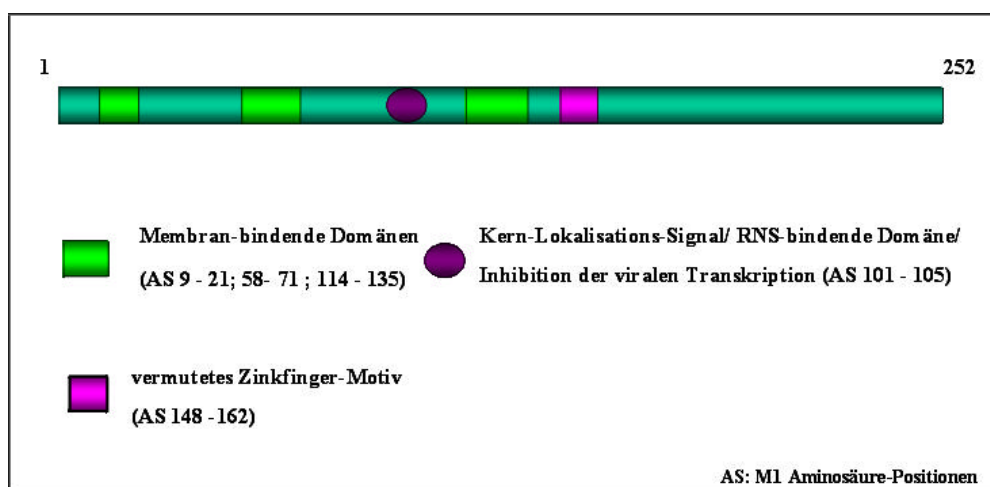 1
252
Membran-bindende Domänen
(AS 9 - 21; 58- 71 ; 114 - 135)
Kern-Lokalisations-Signal/ RNS-bindende Domäne/
Inhibition der viralen Transkription (AS 101 - 105)
vermutetes Zinkfinger-Motiv
(AS 148 -162)
AS: M1 Aminosäure-Positionen